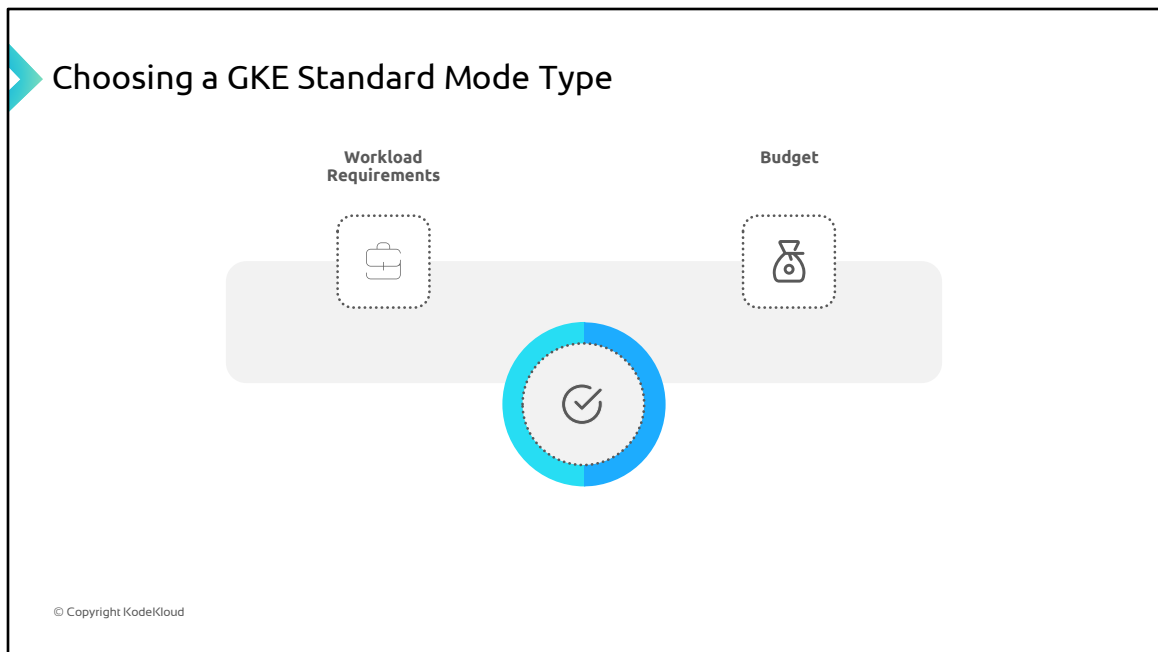 Choosing a GKE Standard Mode Type
Workload
Requirements
Budget
© Copyright KodeKloud